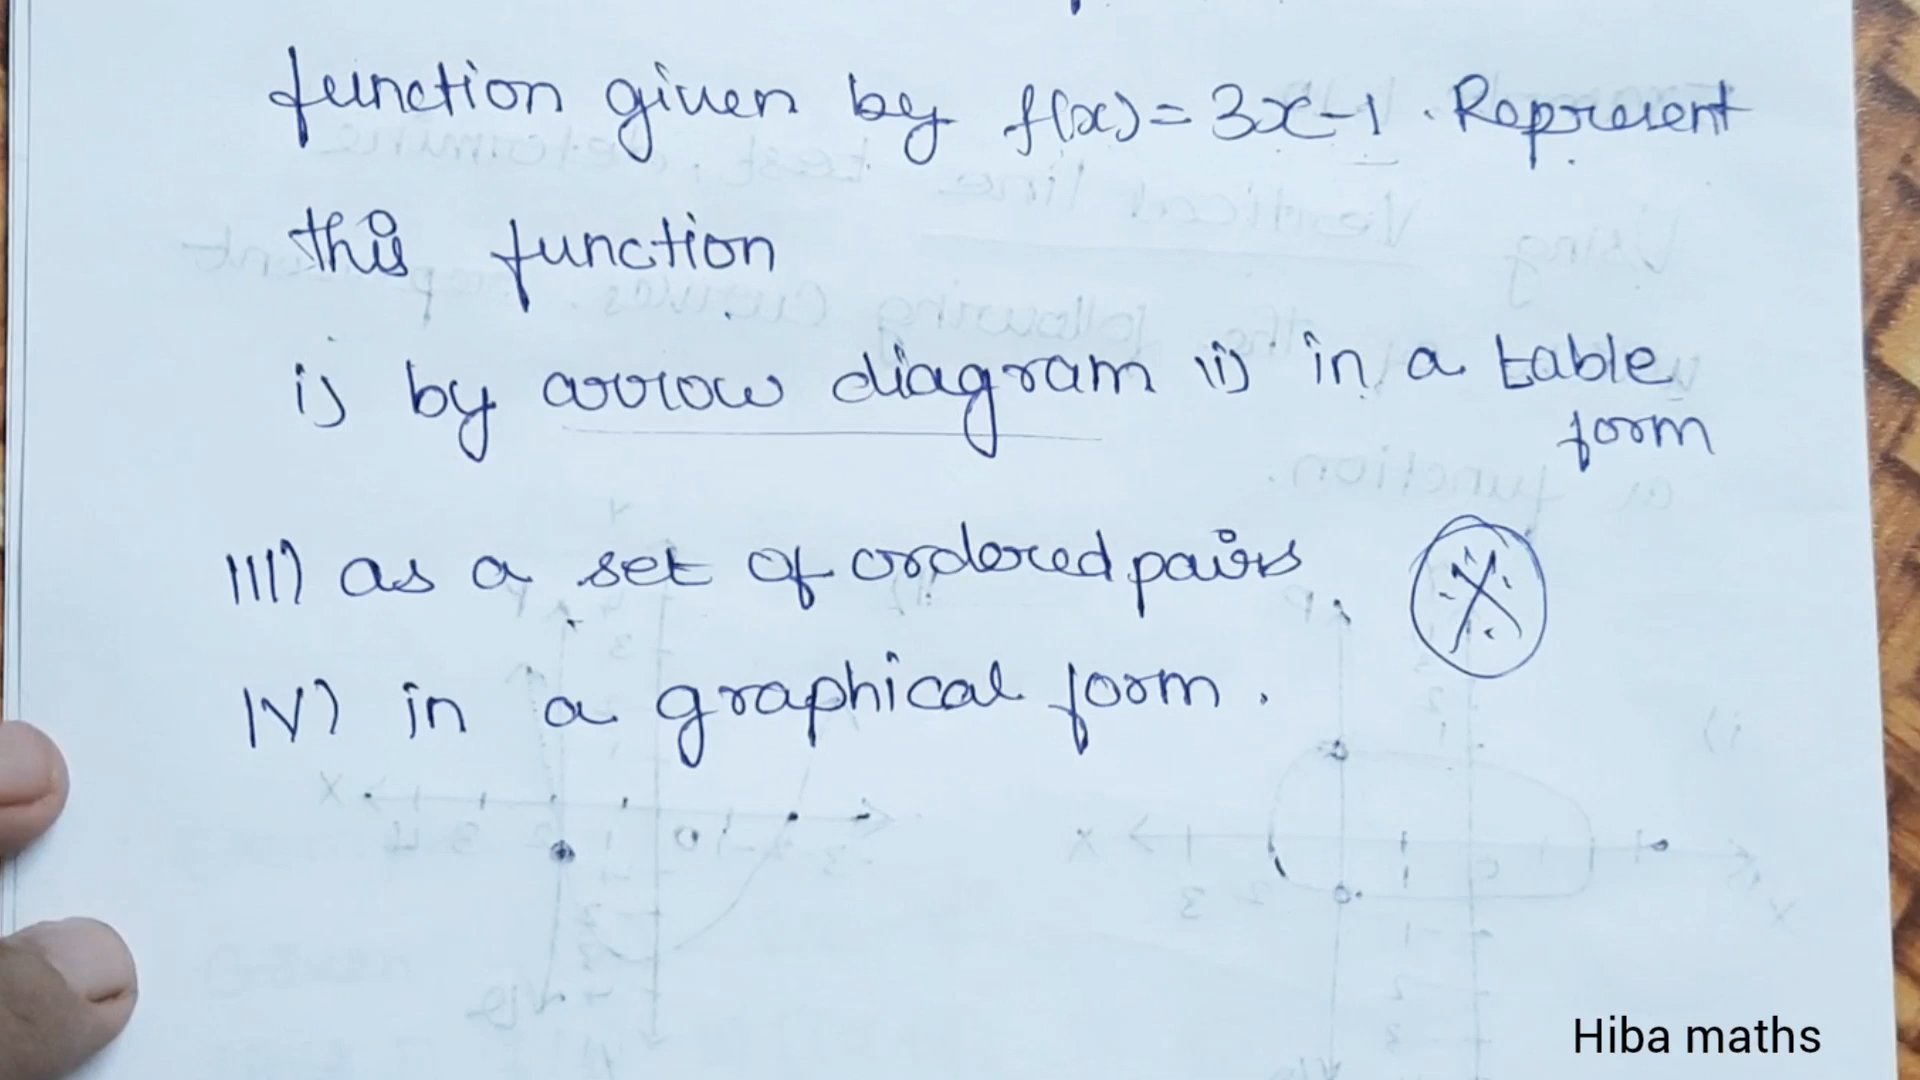 function given by f(x) = 3x-1. Represent
this function
i) by arrow diagram ii) in a table
form
III) as a set of ordered pairs
IV) in a graphical form.
Hiba maths